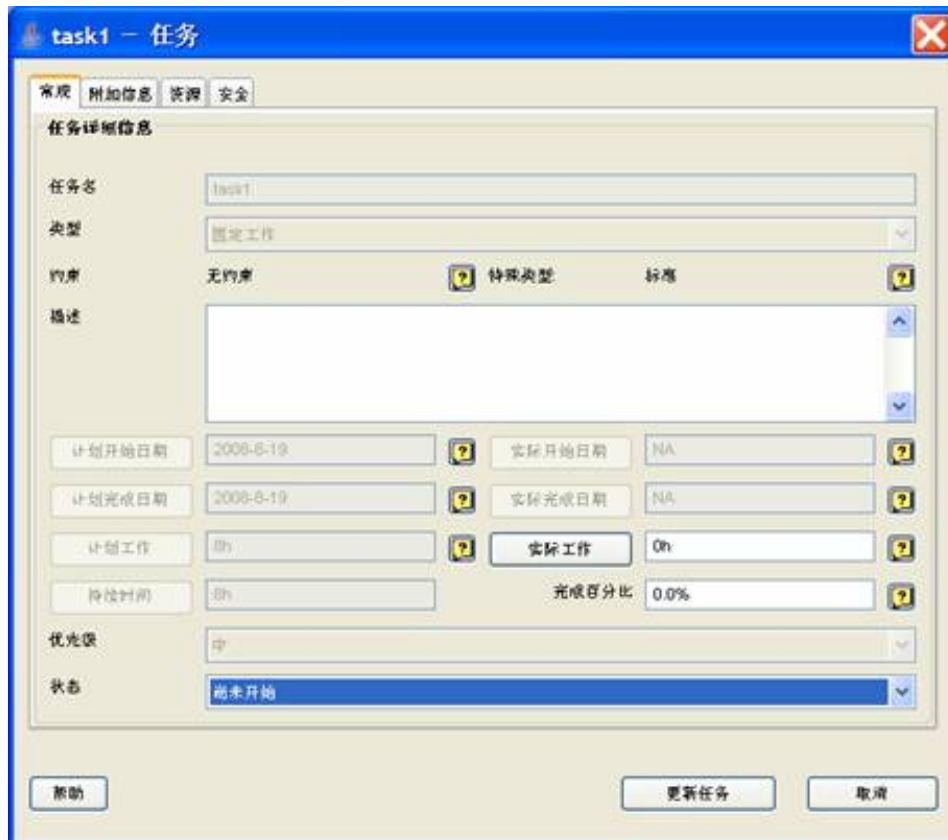 task1 - 任务
常规 附加信息 资源 安全
任务详细信息
任务名 task1
类型 固定工作
约束 无约束 特殊类型 标准
描述
计划开始日期 2008-8-19 实际开始日期 NA
计划完成日期 2008-8-19 实际完成日期 NA
计划工作 8h 实际工作 0h
持续时间 8h 完成百分比 0.0%
优先级 中
状态 尚未开始
帮助 更新任务 取消